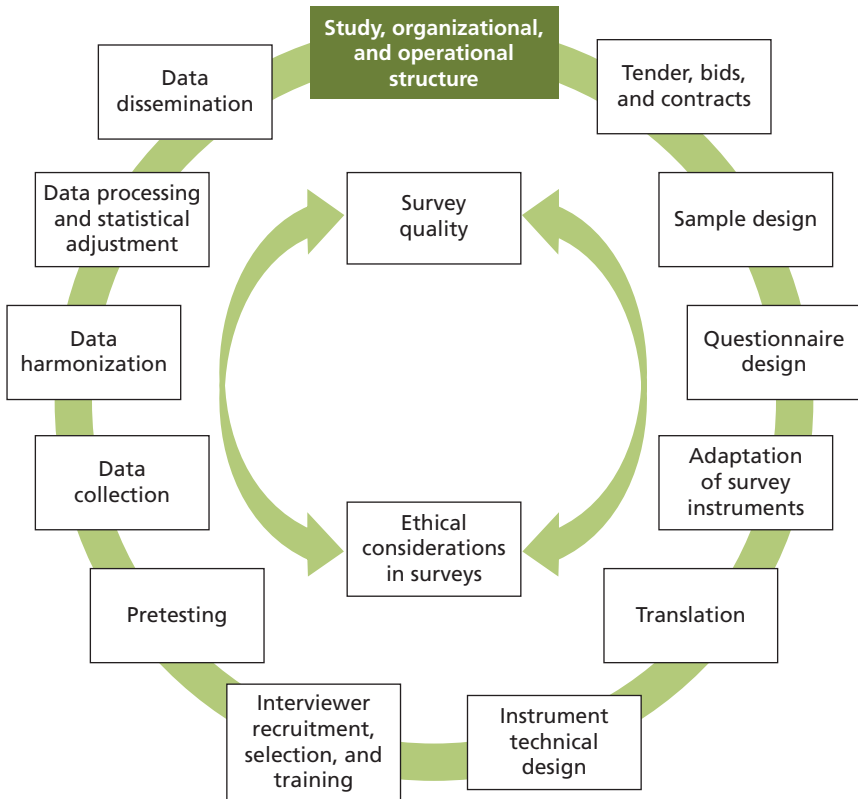 Study, organizational,
and operational
structure
Tender, bids,
and contracts
Sample design
Questionnaire
design
Adaptation
of survey
instruments
Translation
Instrument
technical
design
Interviewer
recruitment,
selection, and
training
Pretesting
Data
collection
Data
harmonization
Data processing
and statistical
adjustment
Data
dissemination
Survey
quality
Ethical
considerations
in surveys